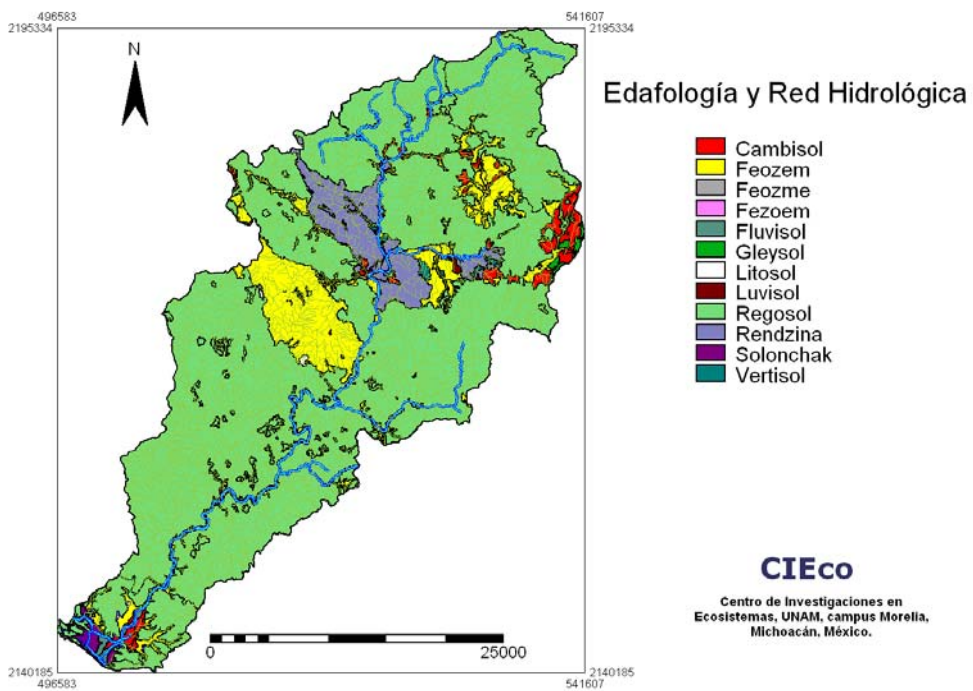 496583
541607
2195334
2195334
N
Edafología y Red Hidrológica
Cambisol
Feozem
Feozme
Fezoem
Fluvisol
Gleysol
Litosol
Luvisol
Regosol
Rendzina
Solonchak
Vertisol
CIEco
Centro de Investigaciones en
Ecosistemas, UNAM, campus Morelia,
Michoacán, México.
0
25000
2140185
2140185
496583
541607